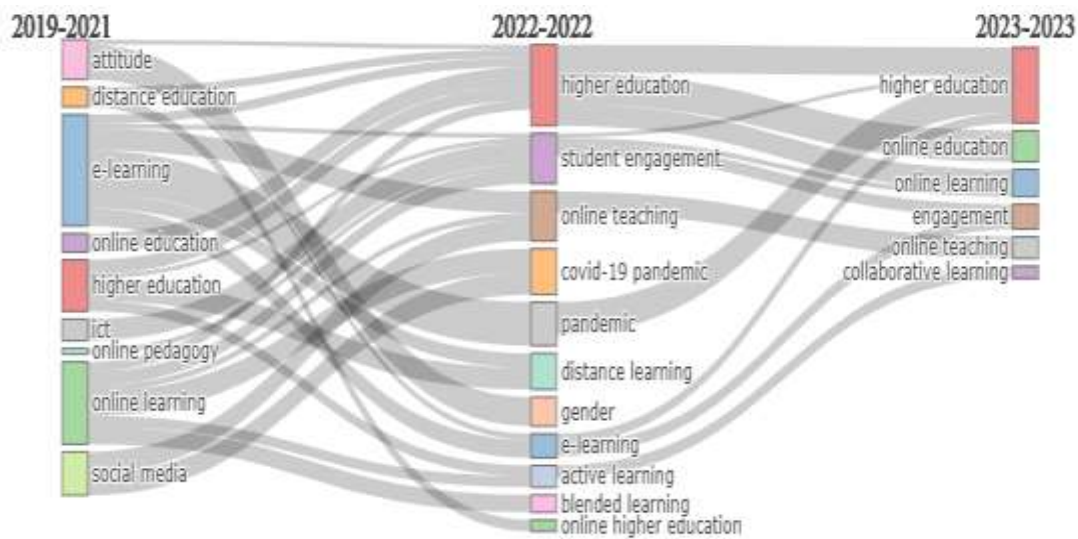 2019-2021
2022-2022
2023-2023
attitude
distance education
e-learning
online education
higher education
ict
online pedagogy
online learning
social media
higher education
student engagement
online teaching
covid-19 pandemic
pandemic
distance learning
gender
e-learning
active learning
blended learning
online higher education
higher education
online education
online learning
engagement
online teaching
collaborative learning